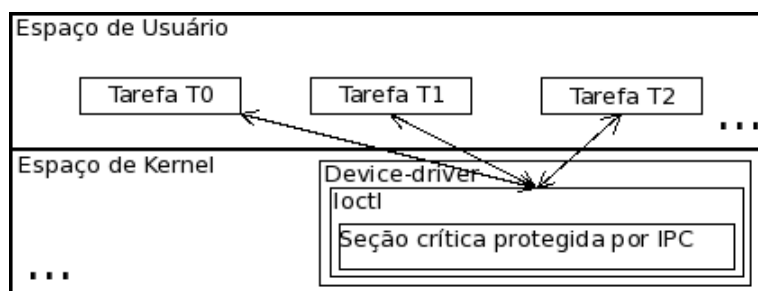 Espaço de Usuário
Tarefa T0
Tarefa T1
Tarefa T2
...
Espaço de Kernel
Device-driver
Ioctl
Seção crítica protegida por IPC
...